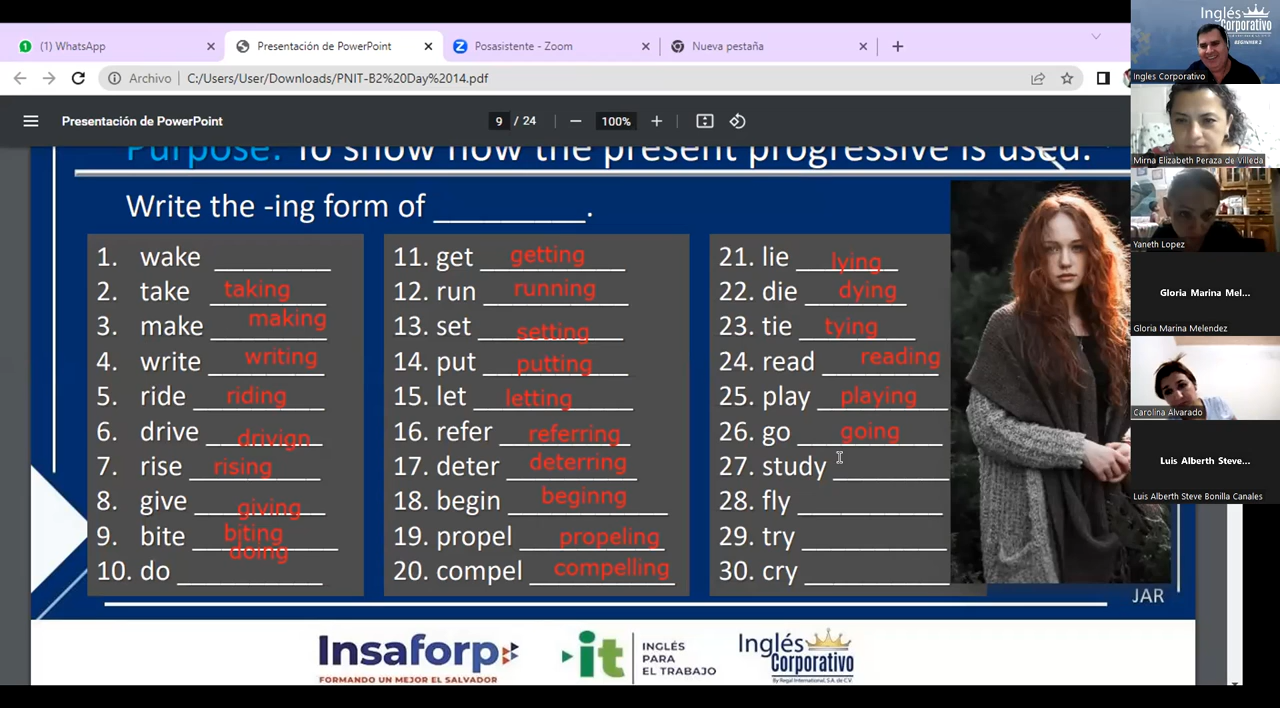 (1) WhatsApp
Presentación de PowerPoint
Posasistente - Zoom
Nueva pestaña
Archivo
C:/Users/User/Downloads/PNIT-B2%20Day%2014.pdf
Presentación de PowerPoint
9 / 24
100%
Purpose: To show how the present progressive is used.
Write the -ing form of __________.
1. wake
2. take taking
3. make making
4. write writing
5. ride riding
6. drive drivign
7. rise rising
8. give giving
9. bite biting
10. do doing
11. get getting
12. run running
13. set setting
14. put putting
15. let letting
16. refer referring
17. deter deterring
18. begin beginng
19. propel propeling
20. compel compelling
21. lie lying
22. die dying
23. tie tying
24. read reading
25. play playing
26. go going
27. study
28. fly
29. try
30. cry
JAR
Insaforp
FORMANDO UN MEJOR EL SALVADOR
it
INGLÉS
PARA
EL TRABAJO
Inglés
Corporativo
By Regal International, S.A. de C.V.
Inglés
Corporativo
BEGINNER 2
Ingles Corporativo
Mirna Elizabeth Peraza de Villeda
Yaneth Lopez
Gloria Marina Mel...
Gloria Marina Melendez
Carolina Alvarado
Luis Alberth Steve...
Luis Alberth Steve Bonilla Canales